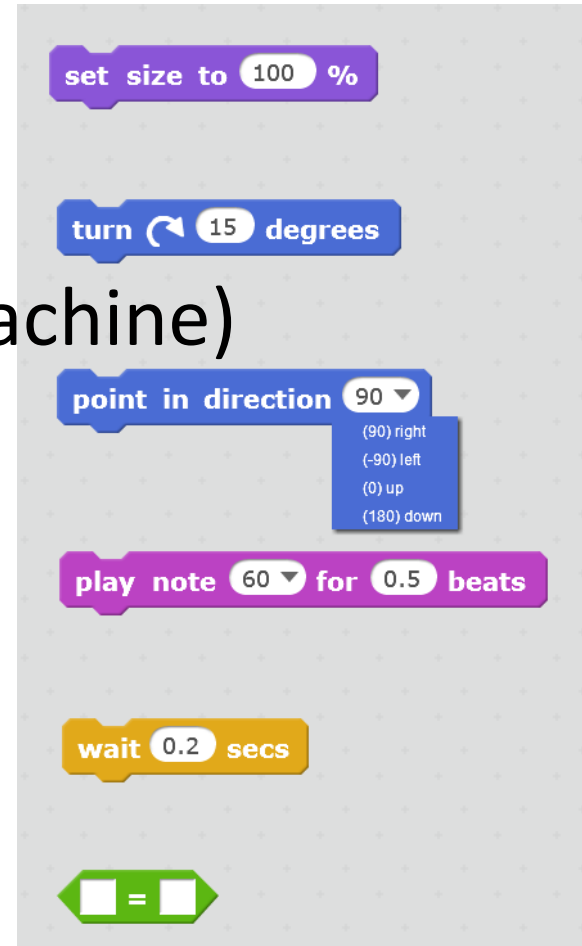 set size to 100 %
turn 15 degrees
achine)
point in direction 90
(90) right
(-90) left
(0) up
(180) down
play note 60 for 0.5 beats
wait 0.2 secs
=